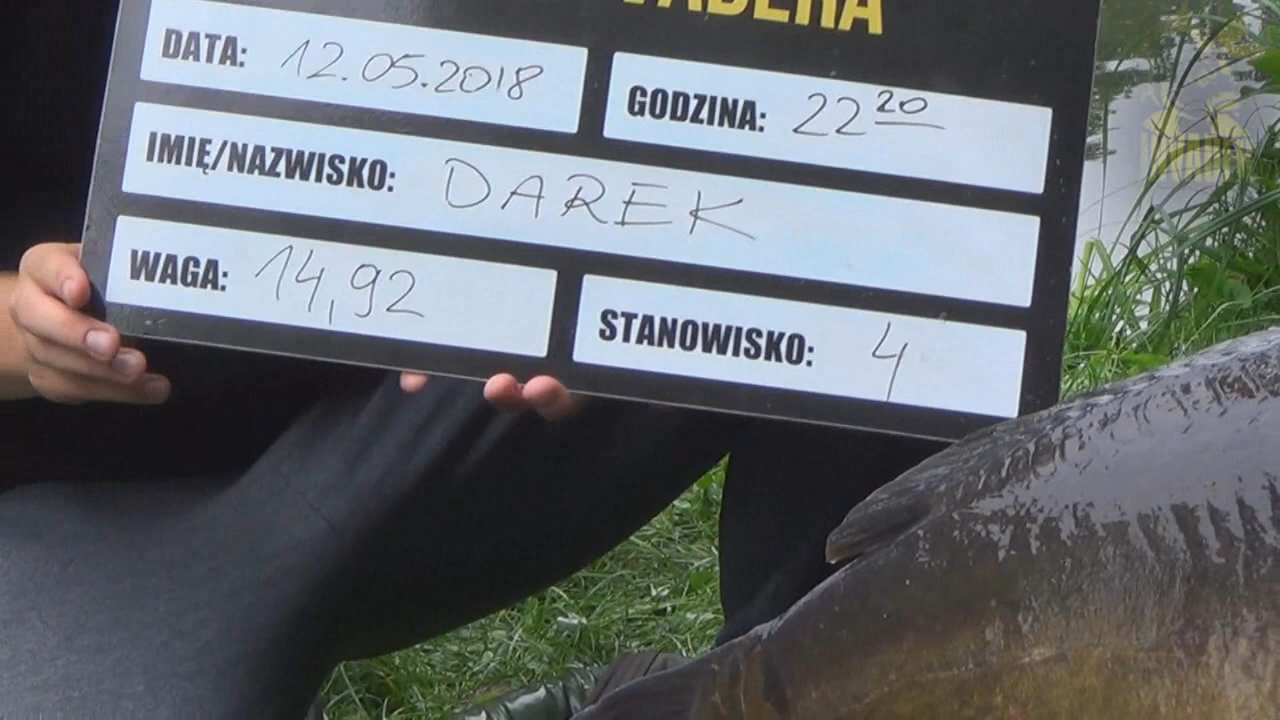 DATA: 12.05.2018
GODZINA: 22 20
IMIĘ/NAZWISKO: DAREK
WAGA: 14,92
STANOWISKO: 4